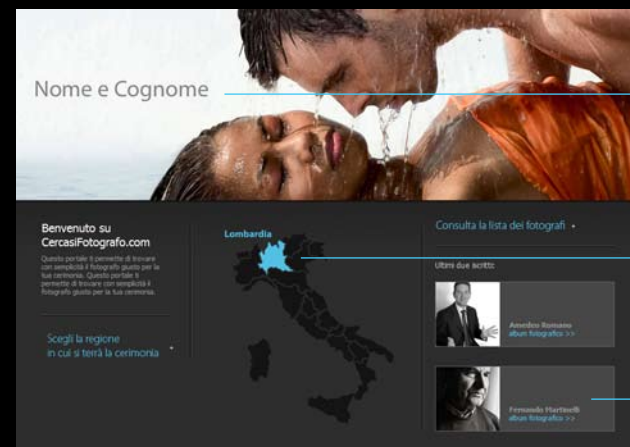 Nome e Cognome
Benvenuto su
CercasiFotografo.com
Questo portale ti permette di trovare
con semplicità il fotografo giusto per la
tua cerimonia. Questo portale ti
permette di trovare con semplicità il
fotografo giusto per la tua cerimonia.
Scegli la regione
in cui si terrà la cerimonia
Lombardia
Consulta la lista dei fotografi
Ultimi due iscritti:
Amedeo Romano
album fotografico >>
Fernando Martinelli
album fotografico >>